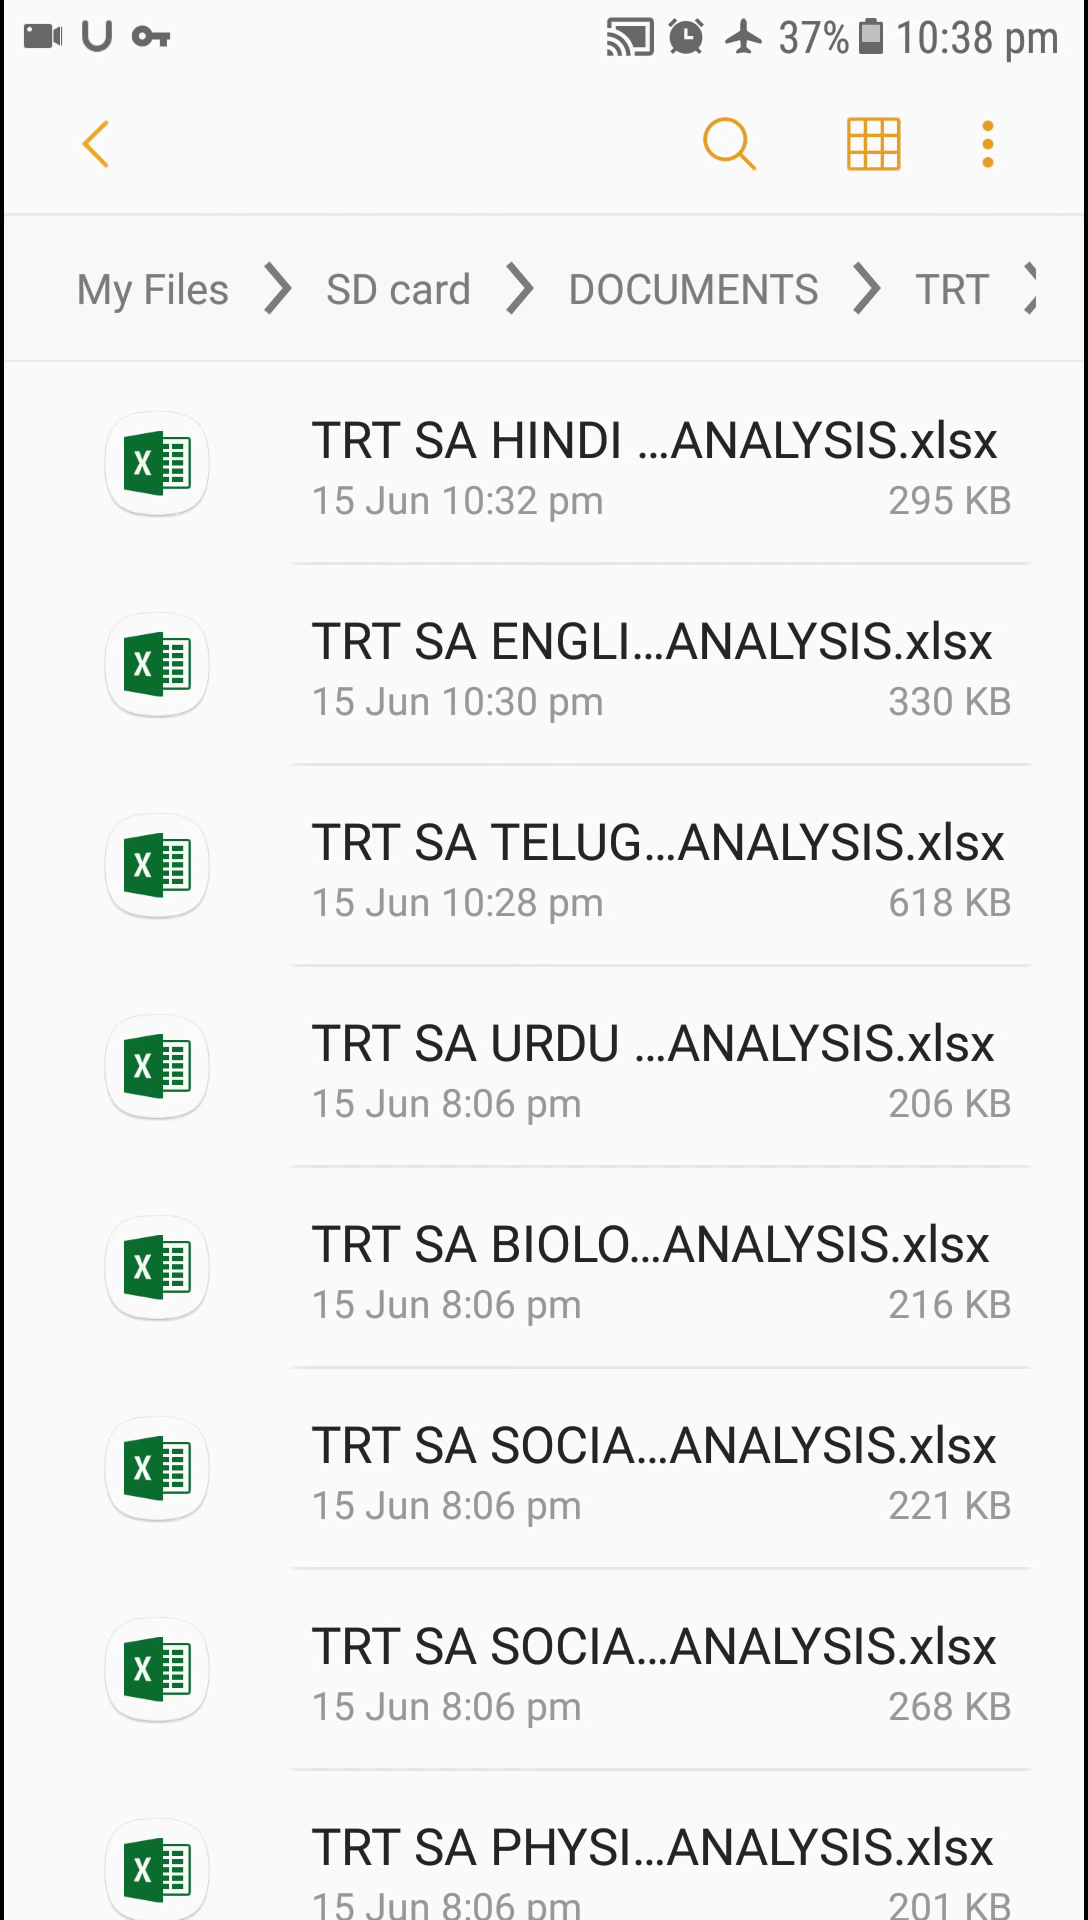 37% 10:38 pm
My Files SD card DOCUMENTS TRT
TRT SA HINDI ...ANALYSIS.xlsx
15 Jun 10:32 pm 295 KB
TRT SA ENGLI...ANALYSIS.xlsx
15 Jun 10:30 pm 330 KB
TRT SA TELUG...ANALYSIS.xlsx
15 Jun 10:28 pm 618 KB
TRT SA URDU ...ANALYSIS.xlsx
15 Jun 8:06 pm 206 KB
TRT SA BIOLO...ANALYSIS.xlsx
15 Jun 8:06 pm 216 KB
TRT SA SOCIA...ANALYSIS.xlsx
15 Jun 8:06 pm 221 KB
TRT SA SOCIA...ANALYSIS.xlsx
15 Jun 8:06 pm 268 KB
TRT SA PHYSI...ANALYSIS.xlsx
15 Jun 8:06 pm 201 KB